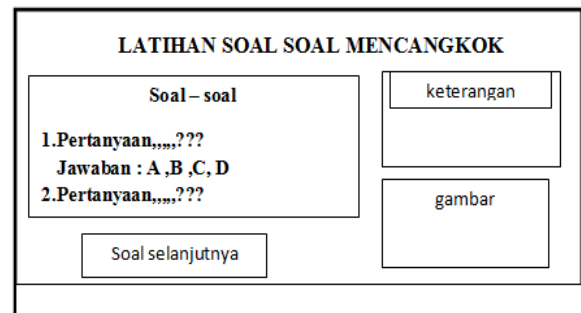 LATIHAN SOAL SOAL MENCANGKOK
Soal – soal
1.Pertanyaan,,,,,???
Jawaban : A ,B ,C, D
2.Pertanyaan,,,,,???
Soal selanjutnya
keterangan
gambar